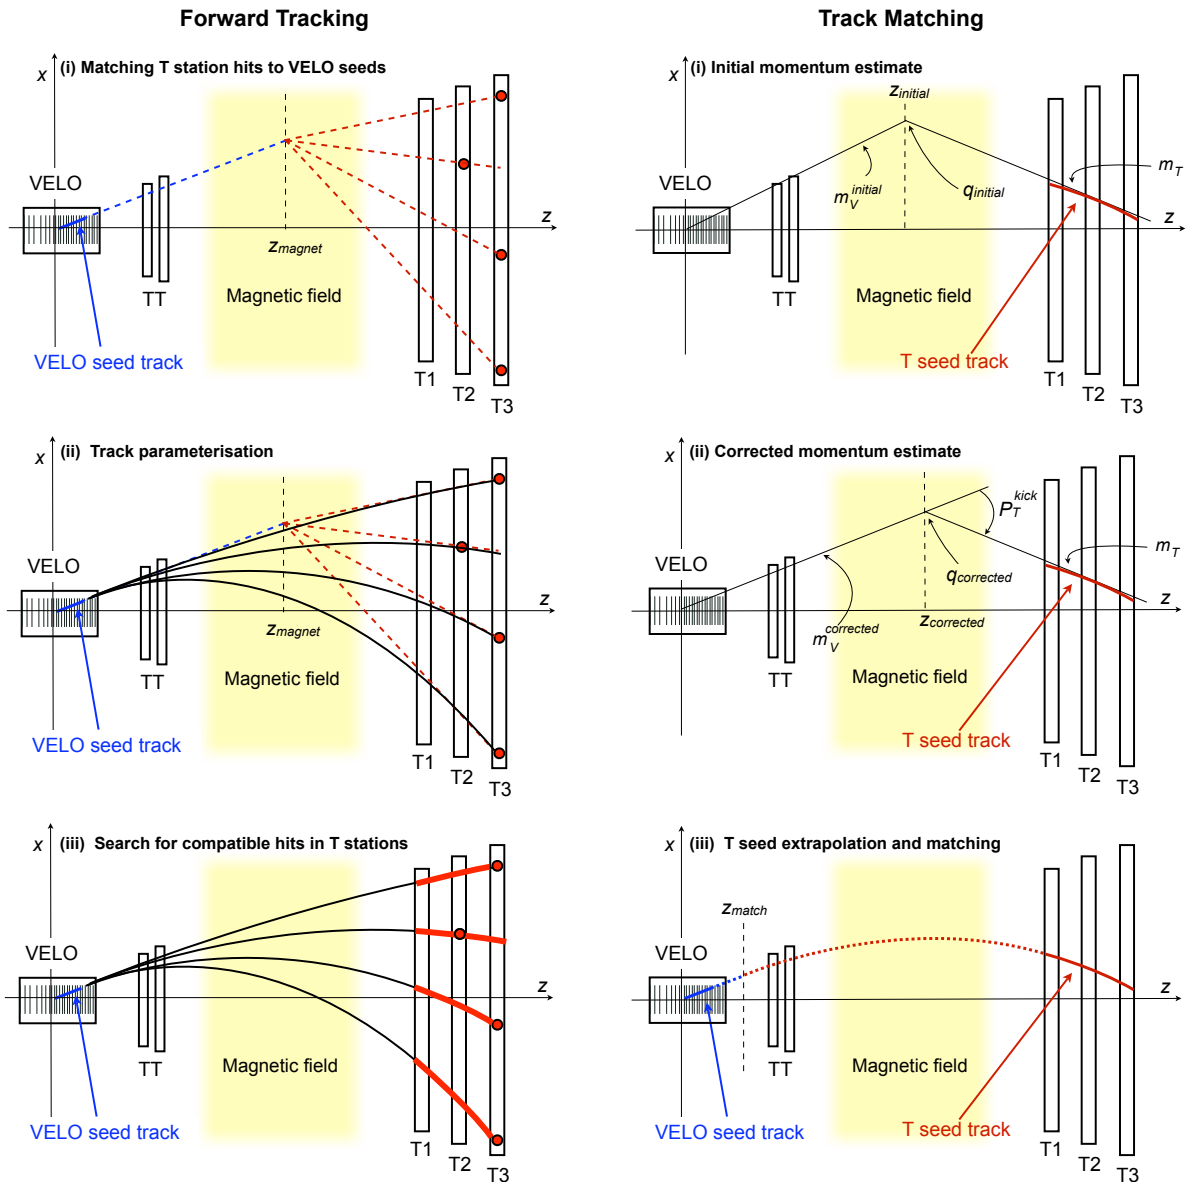 Forward Tracking
(i) Matching T station hits to VELO seeds
x
VELO
z
z_magnet
TT
Magnetic field
VELO seed track
T1
T2
T3
(ii) Track parameterisation
x
VELO
z
z_magnet
TT
Magnetic field
VELO seed track
T1
T2
T3
(iii) Search for compatible hits in T stations
x
VELO
z
TT
Magnetic field
VELO seed track
T1
T2
T3
Track Matching
(i) Initial momentum estimate
x
z_initial
VELO
m_V^initial
q_initial
m_T
z
TT
Magnetic field
T seed track
T1
T2
T3
(ii) Corrected momentum estimate
x
P_T^kick
VELO
m_T
q_corrected
z
z_corrected
m_V^corrected
TT
Magnetic field
T seed track
T1
T2
T3
(iii) T seed extrapolation and matching
x
z_match
VELO
z
TT
Magnetic field
VELO seed track
T seed track
T1
T2
T3